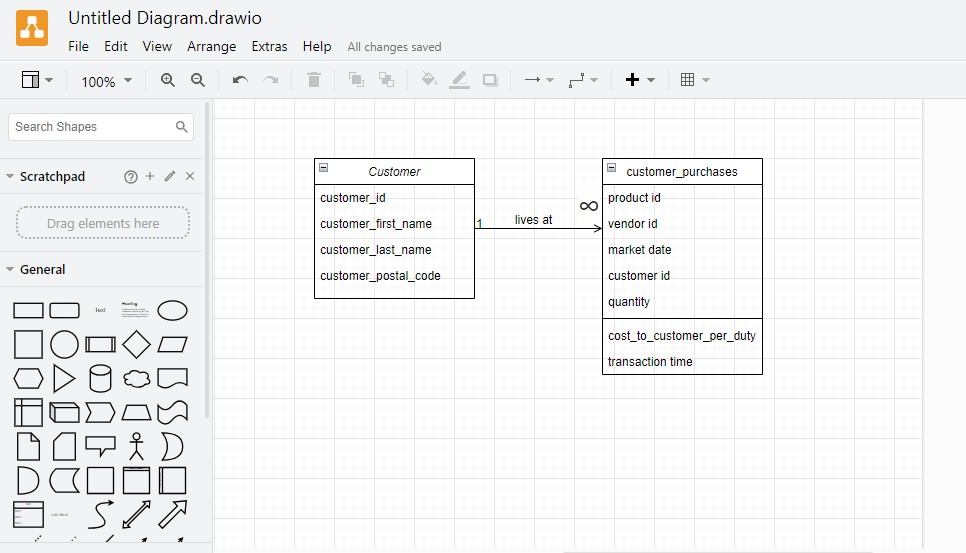 Untitled Diagram.drawio
File Edit View Arrange Extras Help All changes saved
100%
Search Shapes
Scratchpad
Drag elements here
General
Text
Heading
List Item
Customer
customer_id
customer_first_name
customer_last_name
customer_postal_code
1
lives at
∞
customer_purchases
product id
vendor id
market date
customer id
quantity
cost_to_customer_per_duty
transaction time